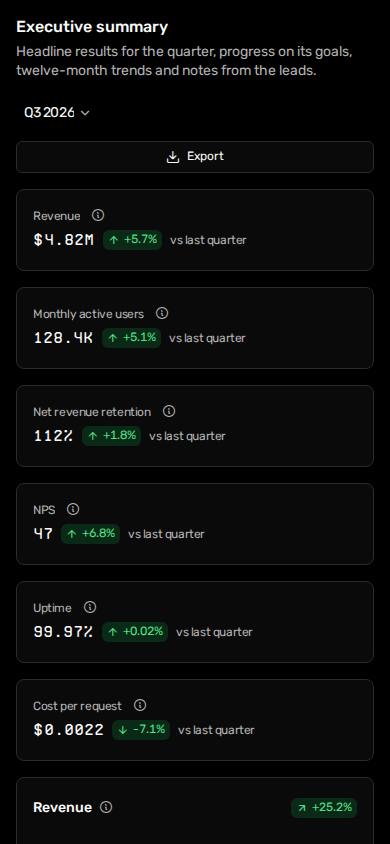 Executive summary
Headline results for the quarter, progress on its goals,
twelve-month trends and notes from the leads.
Q3 2026
Export
Revenue
$4.82M +5.7% vs last quarter
Monthly active users
128.4K +5.1% vs last quarter
Net revenue retention
112% +1.8% vs last quarter
NPS
47 +6.8% vs last quarter
Uptime
99.97% +0.02% vs last quarter
Cost per request
$0.0022 -7.1% vs last quarter
Revenue +25.2%